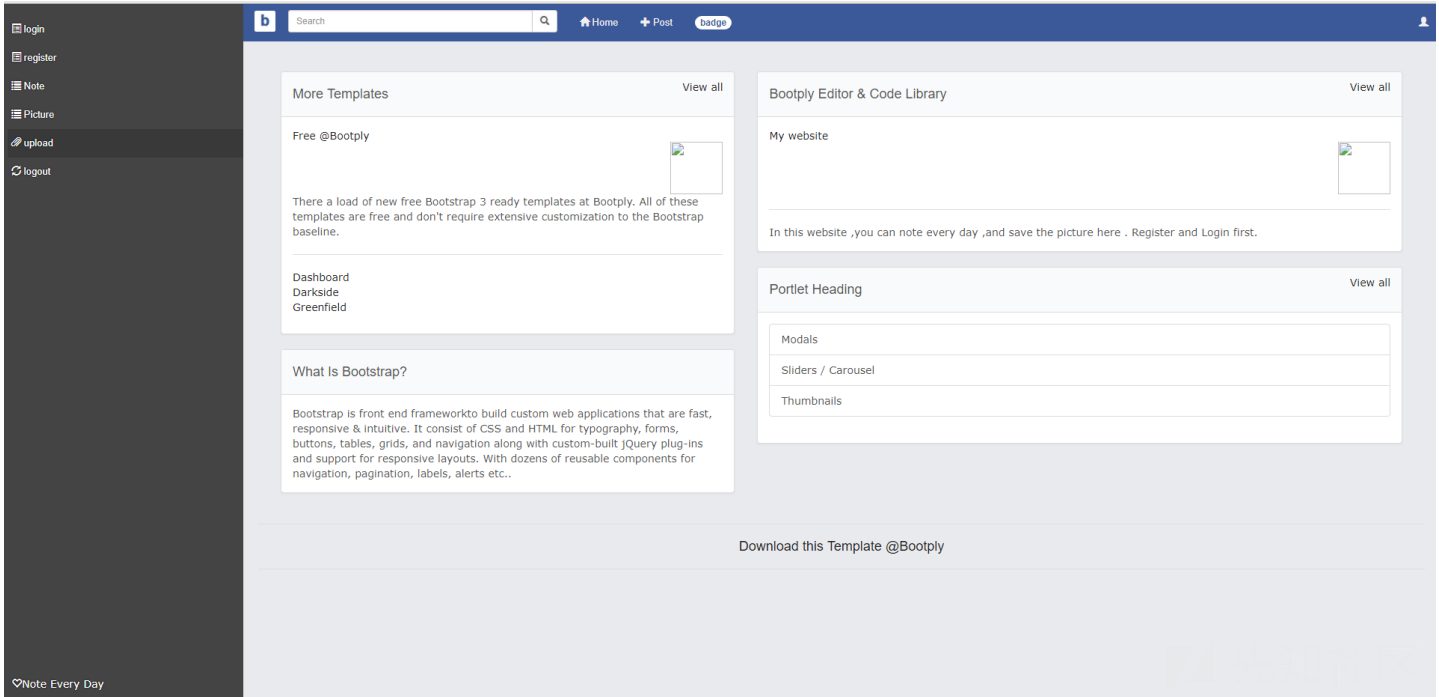 login
register
Note
Picture
upload
logout
Note Every Day
b
Search
Home
Post
badge
More Templates
View all
Free @Bootply
There a load of new free Bootstrap 3 ready templates at Bootply. All of these
templates are free and don't require extensive customization to the Bootstrap
baseline.
Dashboard
Darkside
Greenfield
What Is Bootstrap?
Bootstrap is front end frameworkto build custom web applications that are fast,
responsive & intuitive. It consist of CSS and HTML for typography, forms,
buttons, tables, grids, and navigation along with custom-built jQuery plug-ins
and support for responsive layouts. With dozens of reusable components for
navigation, pagination, labels, alerts etc..
Bootply Editor & Code Library
View all
My website
In this website ,you can note every day ,and save the picture here . Register and Login first.
Portlet Heading
View all
Modals
Sliders / Carousel
Thumbnails
Download this Template @Bootply